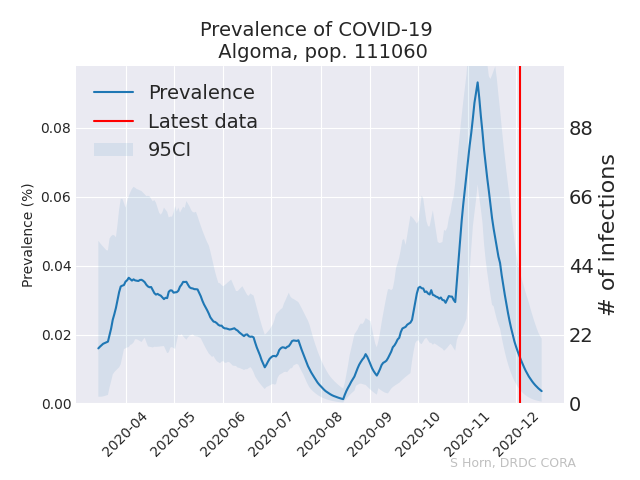 Prevalence of COVID-19
Algoma, pop. 111060
Prevalence
Latest data
95CI
Prevalence (%)
0.08
0.06
0.04
0.02
0.00
88
66
44
22
0
# of infections
2020-04
2020-05
2020-06
2020-07
2020-08
2020-09
2020-10
2020-11
2020-12
S Horn, DRDC CORA